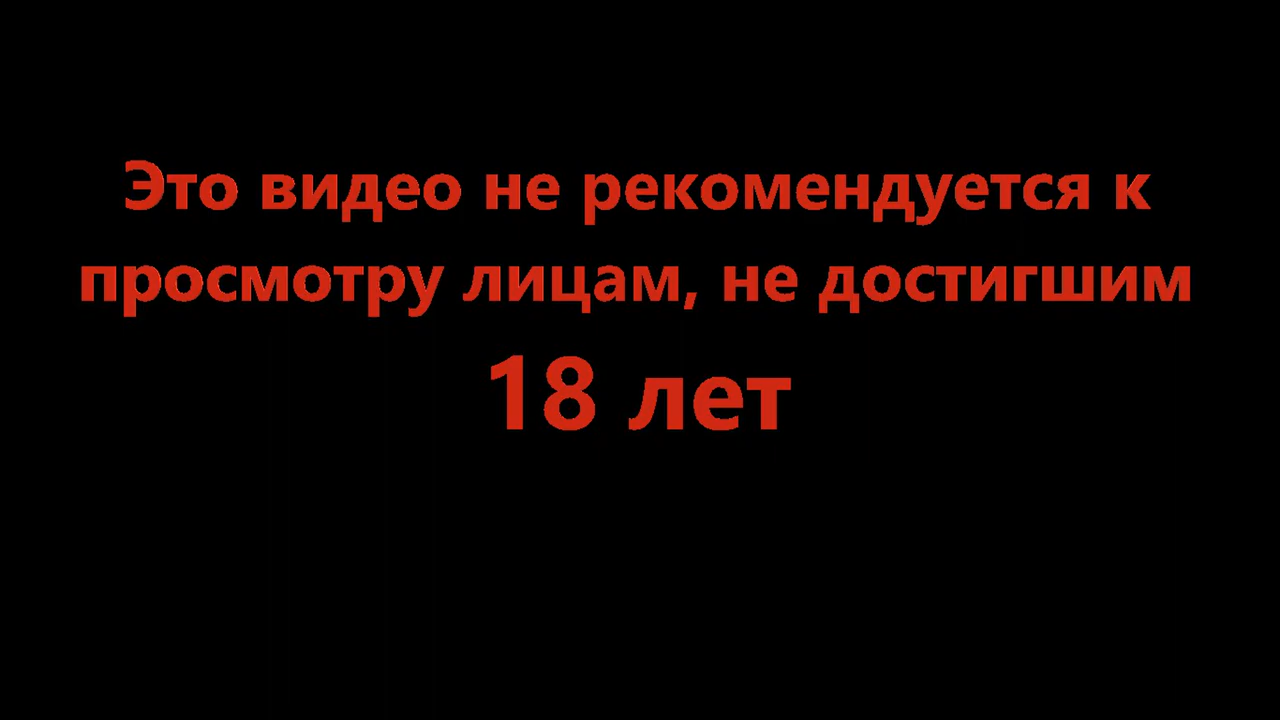 Это видео не рекомендуется к
просмотру лицам, не достигшим
18 лет